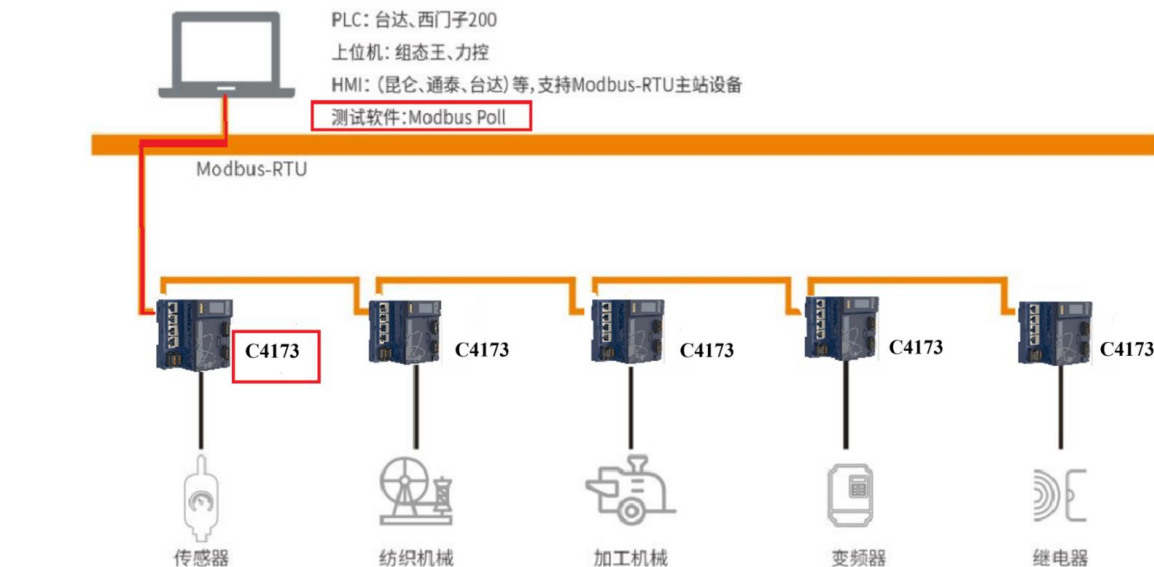 PLC：台达、西门子200
上位机：组态王、力控
HMI：（昆仑、通泰、台达）等，支持Modbus-RTU主站设备
测试软件：Modbus Poll
Modbus-RTU
C4173
C4173
C4173
C4173
C4173
传感器
纺织机械
加工机械
变频器
继电器